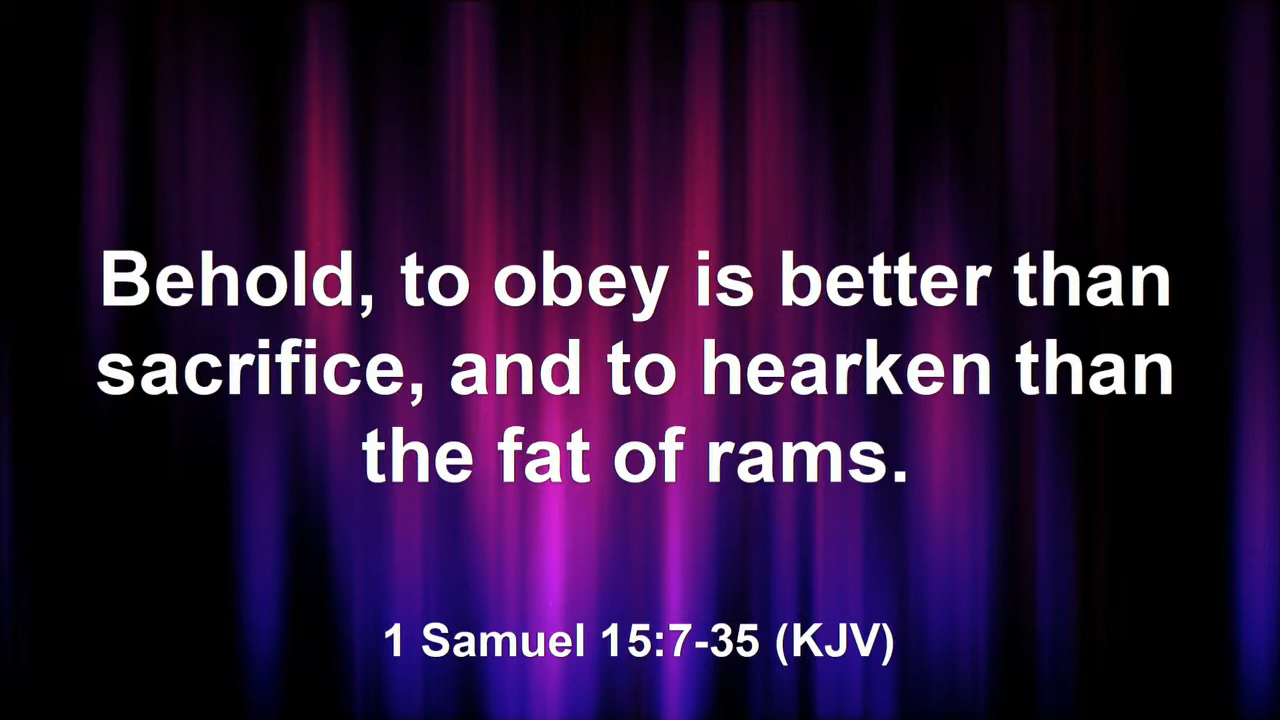 Behold, to obey is better than
sacrifice, and to hearken than
the fat of rams.
1 Samuel 15:7-35 (KJV)